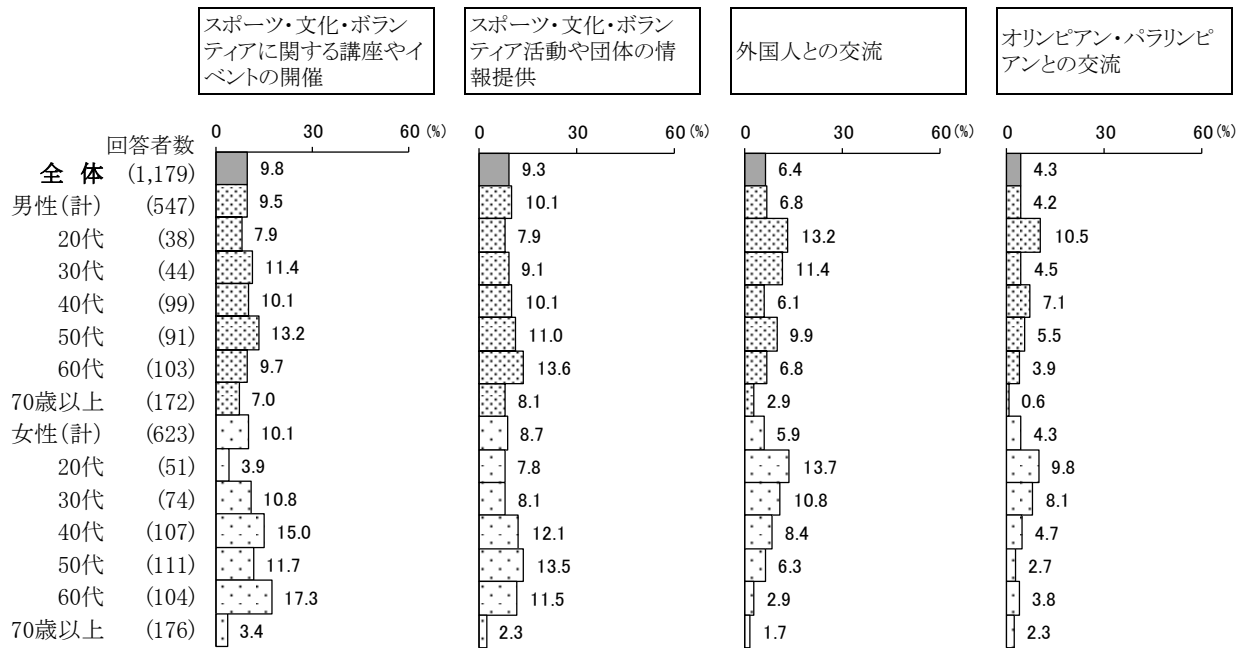 スポーツ・文化・ボラン
ティアに関する講座やイ
ベントの開催
スポーツ・文化・ボラン
ティア活動や団体の情
報提供
外国人との交流
オリンピアン・パラリンピ
アンとの交流
0 30 60 (%) 0 30 60 (%) 0 30 60 (%) 0 30 60 (%)
回答者数
全 体 (1,179) 9.8 9.3 6.4 4.3
男性(計) (547) 9.5 10.1 6.8 4.2
20代 (38) 7.9 7.9 13.2 10.5
30代 (44) 11.4 9.1 11.4 4.5
40代 (99) 10.1 10.1 6.1 7.1
50代 (91) 13.2 11.0 9.9 5.5
60代 (103) 9.7 13.6 6.8 3.9
70歳以上 (172) 7.0 8.1 2.9 0.6
女性(計) (623) 10.1 8.7 5.9 4.3
20代 (51) 3.9 7.8 13.7 9.8
30代 (74) 10.8 8.1 10.8 8.1
40代 (107) 15.0 12.1 8.4 4.7
50代 (111) 11.7 13.5 6.3 2.7
60代 (104) 17.3 11.5 2.9 3.8
70歳以上 (176) 3.4 2.3 1.7 2.3